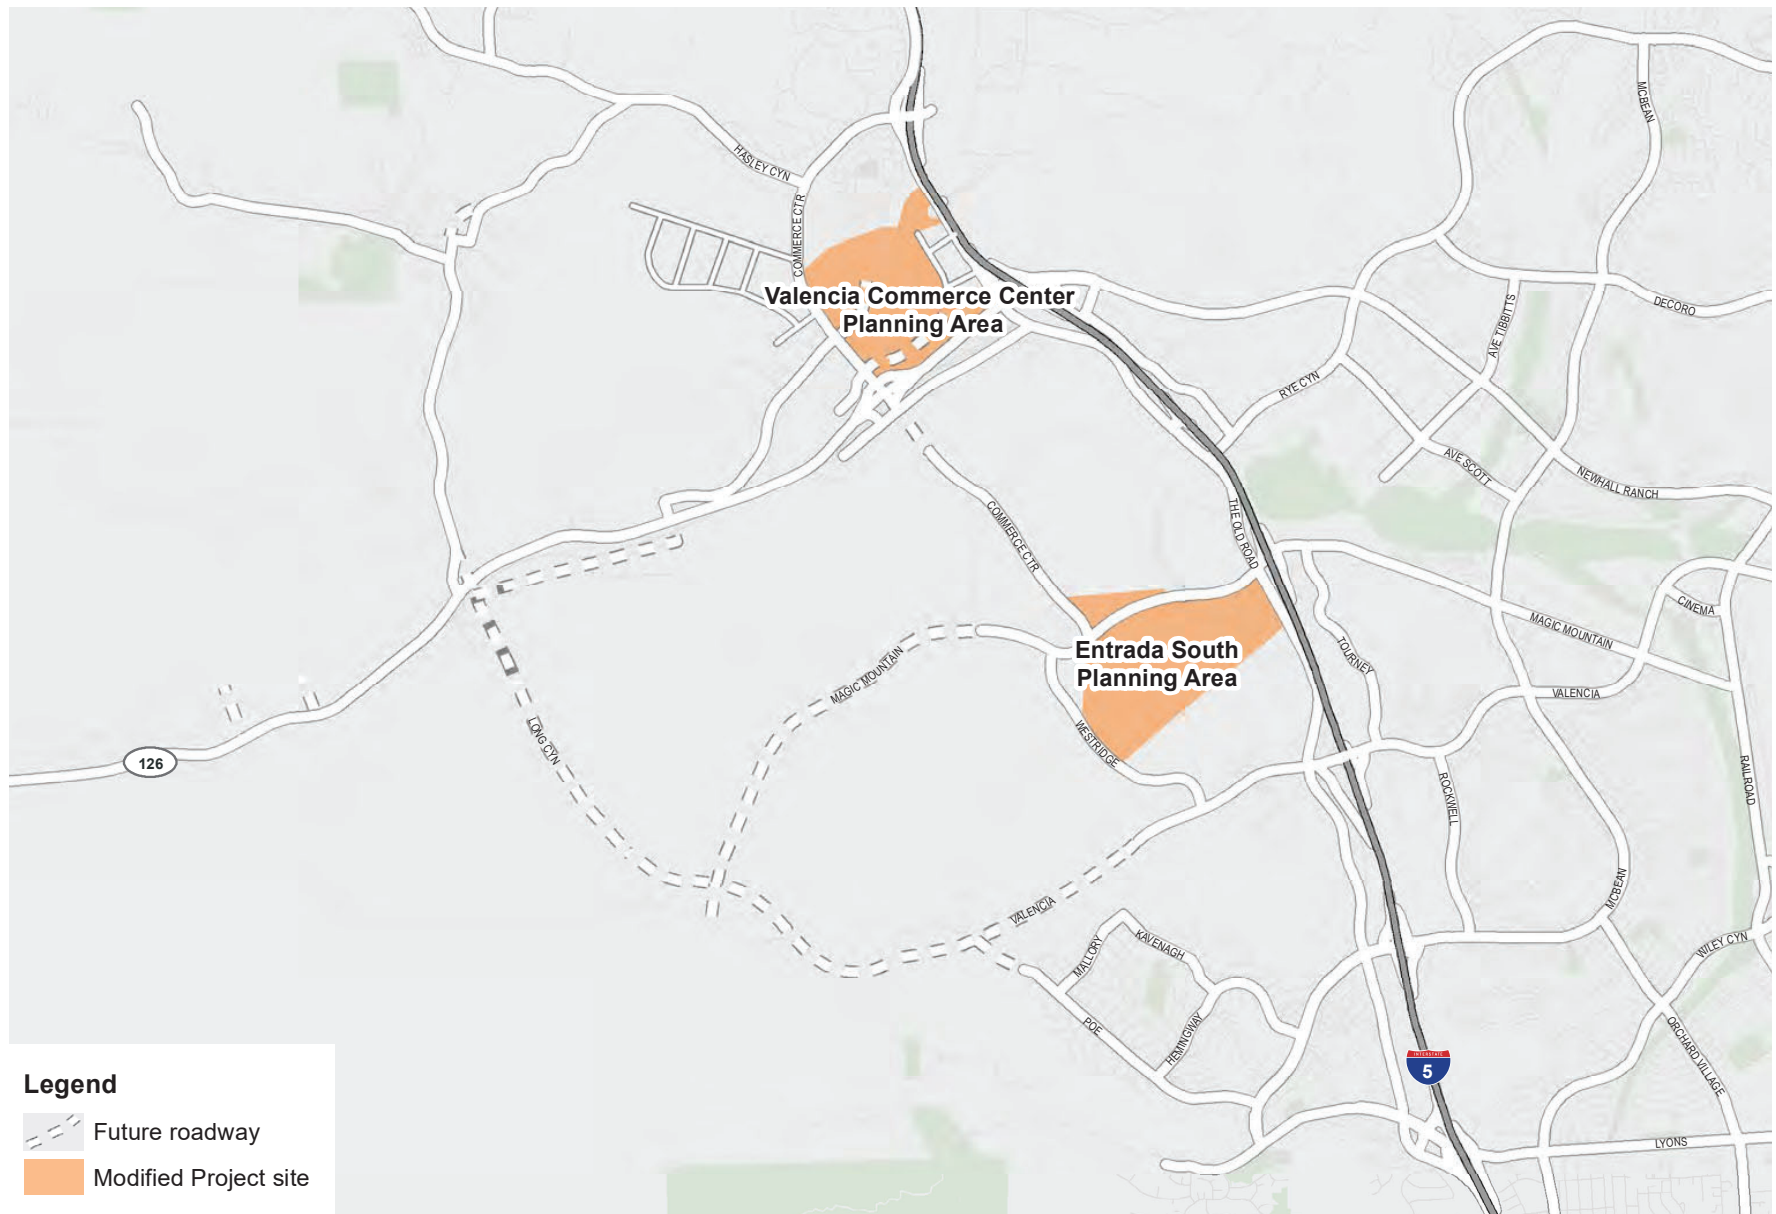 MCBEAN
HASLEY CYN
COMMERCE CTR
Valencia Commerce Center
Planning Area
DECORO
AVE TIBBITTS
RYE CYN
AVE SCOTT
NEWHALL RANCH
THE OLD ROAD
COMMERCE CTR
CINEMA
MAGIC MOUNTAIN
Entrada South
Planning Area
TOURNEY
MAGIC MOUNTAIN
VALENCIA
LONG CYN
WESTRIDGE
126
RAILROAD
ROCKWELL
MCBEAN
VALENCIA
KAVENAGH
MALLORY
WILEY CYN
POE
HEMINGWAY
ORCHARD VILLAGE
INTERSTATE
5
LYONS
Legend
Future roadway
Modified Project site